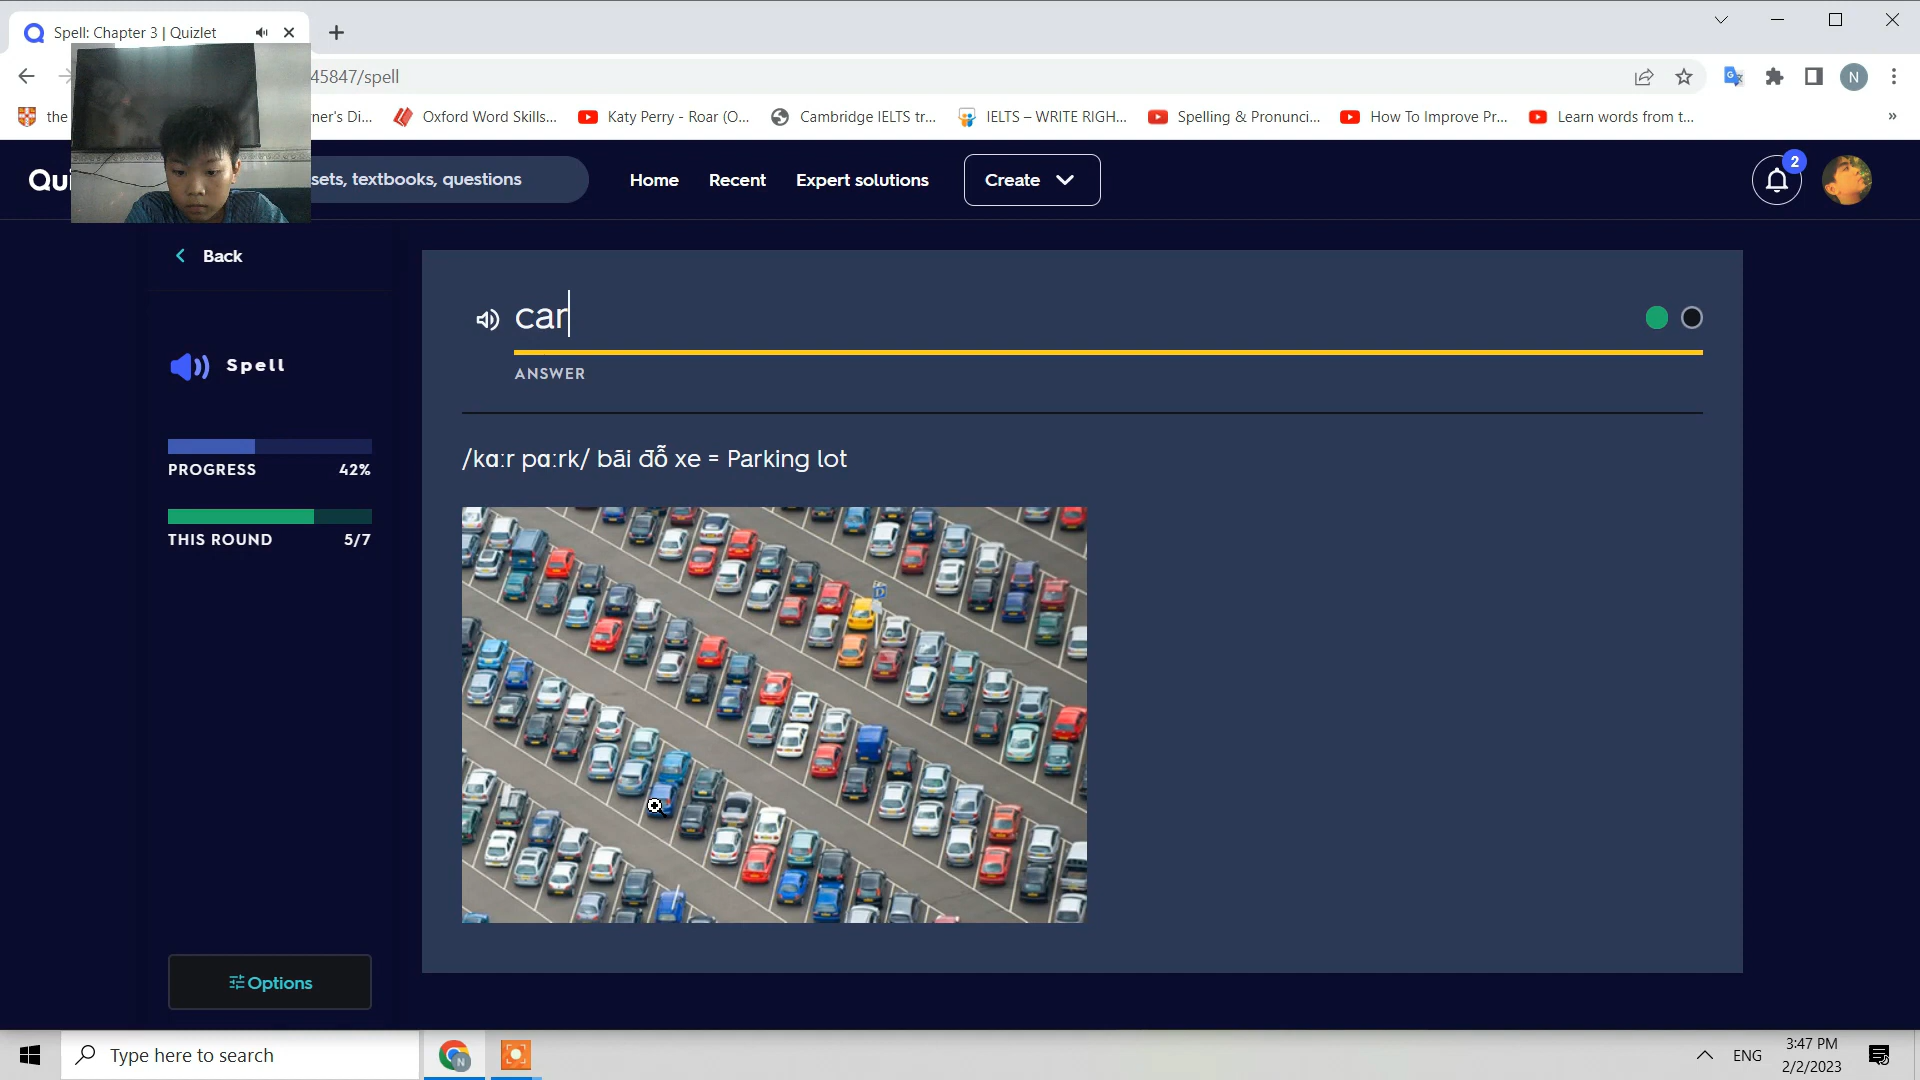 Spell: Chapter 3 | Quizlet
45847/spell
N
the
ner's Di...
Oxford Word Skills...
Katy Perry - Roar (O...
Cambridge IELTS tr...
IELTS – WRITE RIGH...
Spelling & Pronunci...
How To Improve Pr...
Learn words from t...
»
Qui
sets, textbooks, questions
Home
Recent
Expert solutions
Create
2
Back
Spell
PROGRESS 42%
THIS ROUND 5/7
Options
car
ANSWER
/kɑːr pɑːrk/ bãi đỗ xe = Parking lot
Type here to search
N
ENG
3:47 PM
2/2/2023